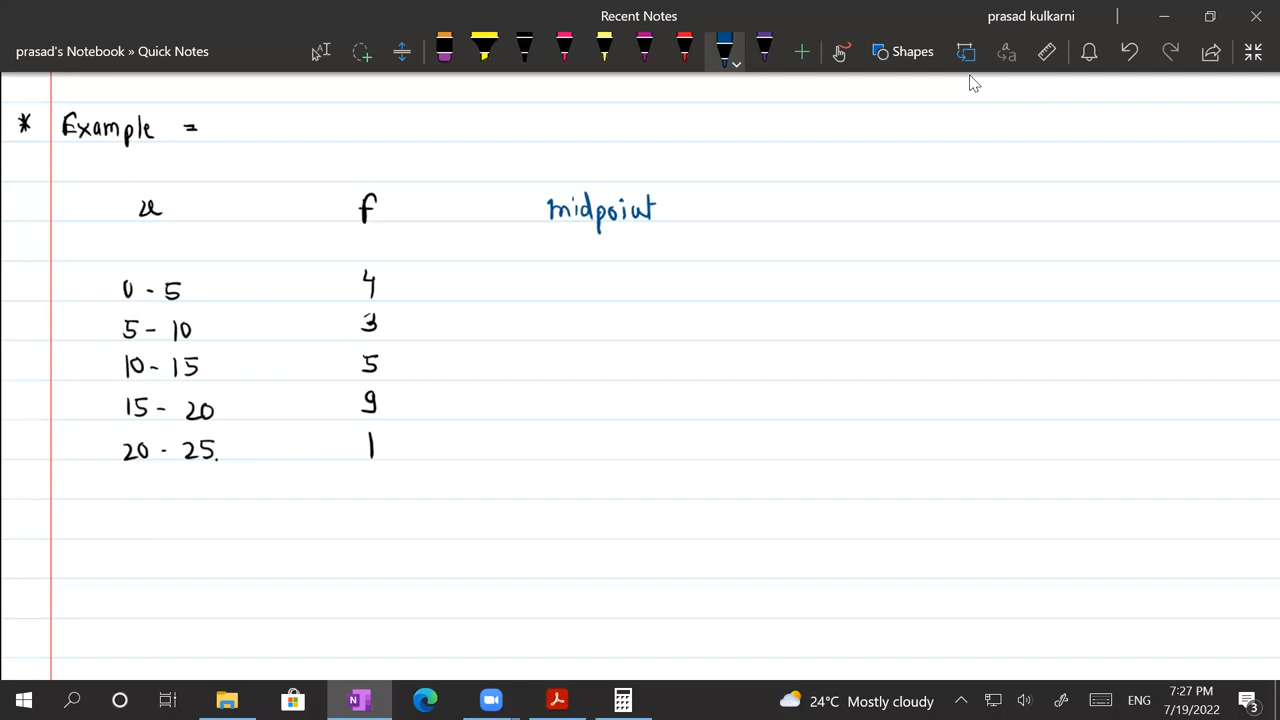 Recent Notes
prasad kulkarni
prasad's Notebook » Quick Notes
Shapes
* Example =
x f midpoint
0 - 5 4
5 - 10 3
10 - 15 5
15 - 20 9
20 - 25. 1
24°C Mostly cloudy
ENG
7:27 PM
7/19/2022
3